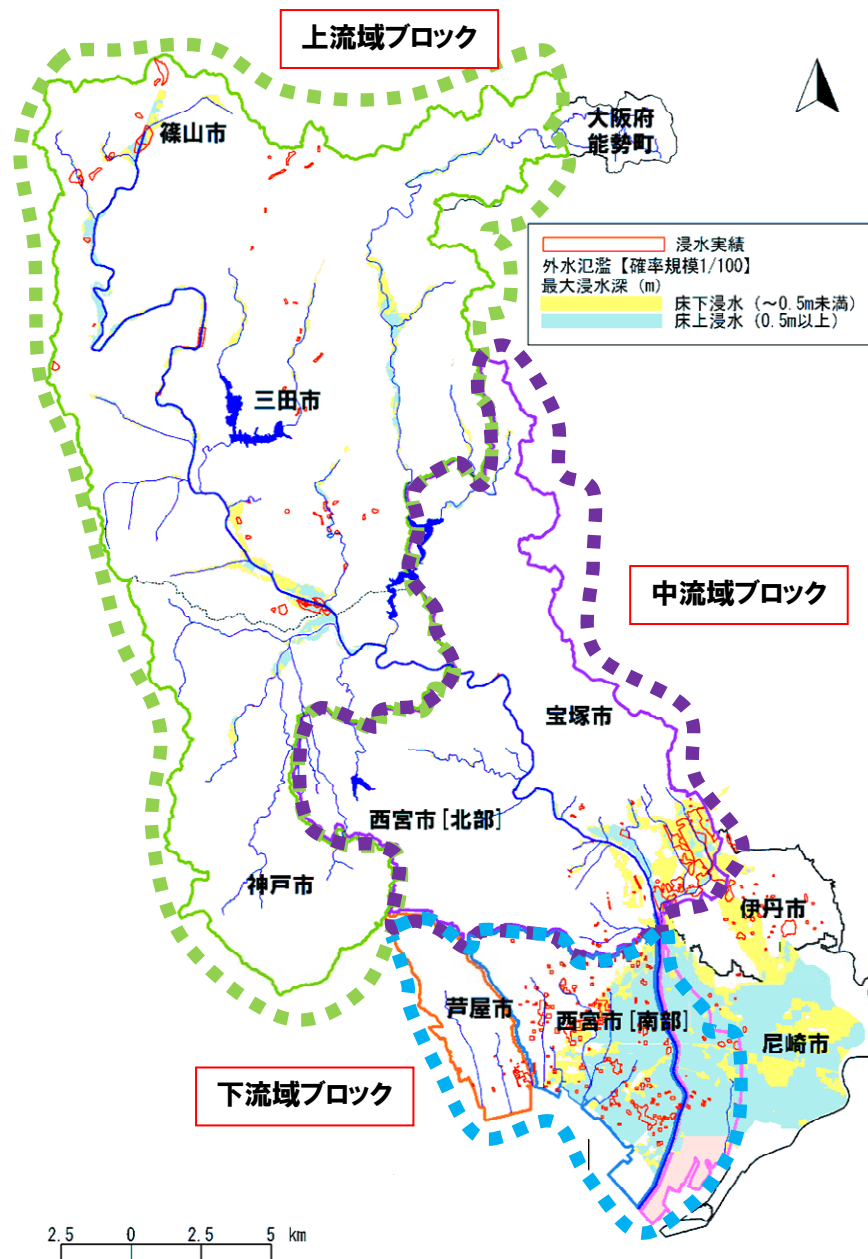 上流域ブロック
篠山市
大阪府
能勢町
浸水実績
外水氾濫【確率規模1/100】
最大浸水深（m）
床下浸水（～0.5m未満）
床上浸水（0.5m以上）
三田市
中流域ブロック
宝塚市
西宮市[北部]
神戸市
伊丹市
芦屋市
西宮市[南部]
尼崎市
下流域ブロック
2.5 0 2.5 5 km